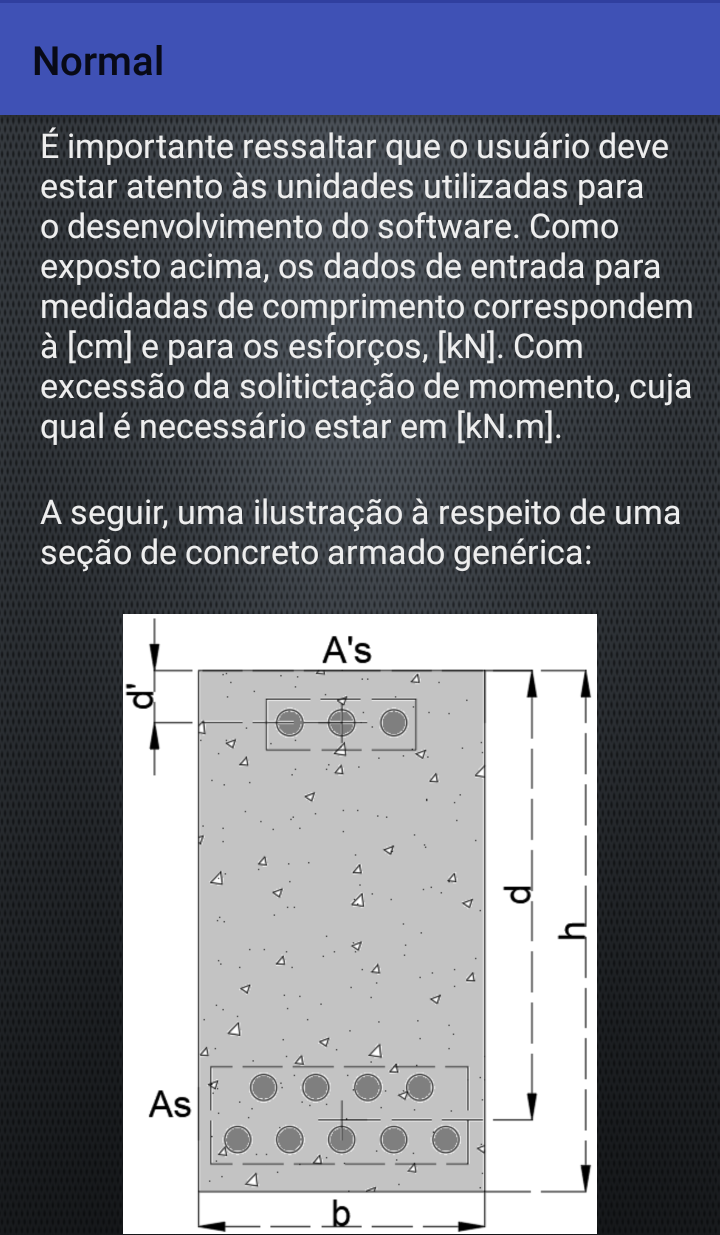 Normal
É importante ressaltar que o usuário deve
estar atento às unidades utilizadas para
o desenvolvimento do software. Como
exposto acima, os dados de entrada para
medidadas de comprimento correspondem
à [cm] e para os esforços, [kN]. Com
excessão da solitictação de momento, cuja
qual é necessário estar em [kN.m].
A seguir, uma ilustração à respeito de uma
seção de concreto armado genérica:
A's
d'
d
h
As
b